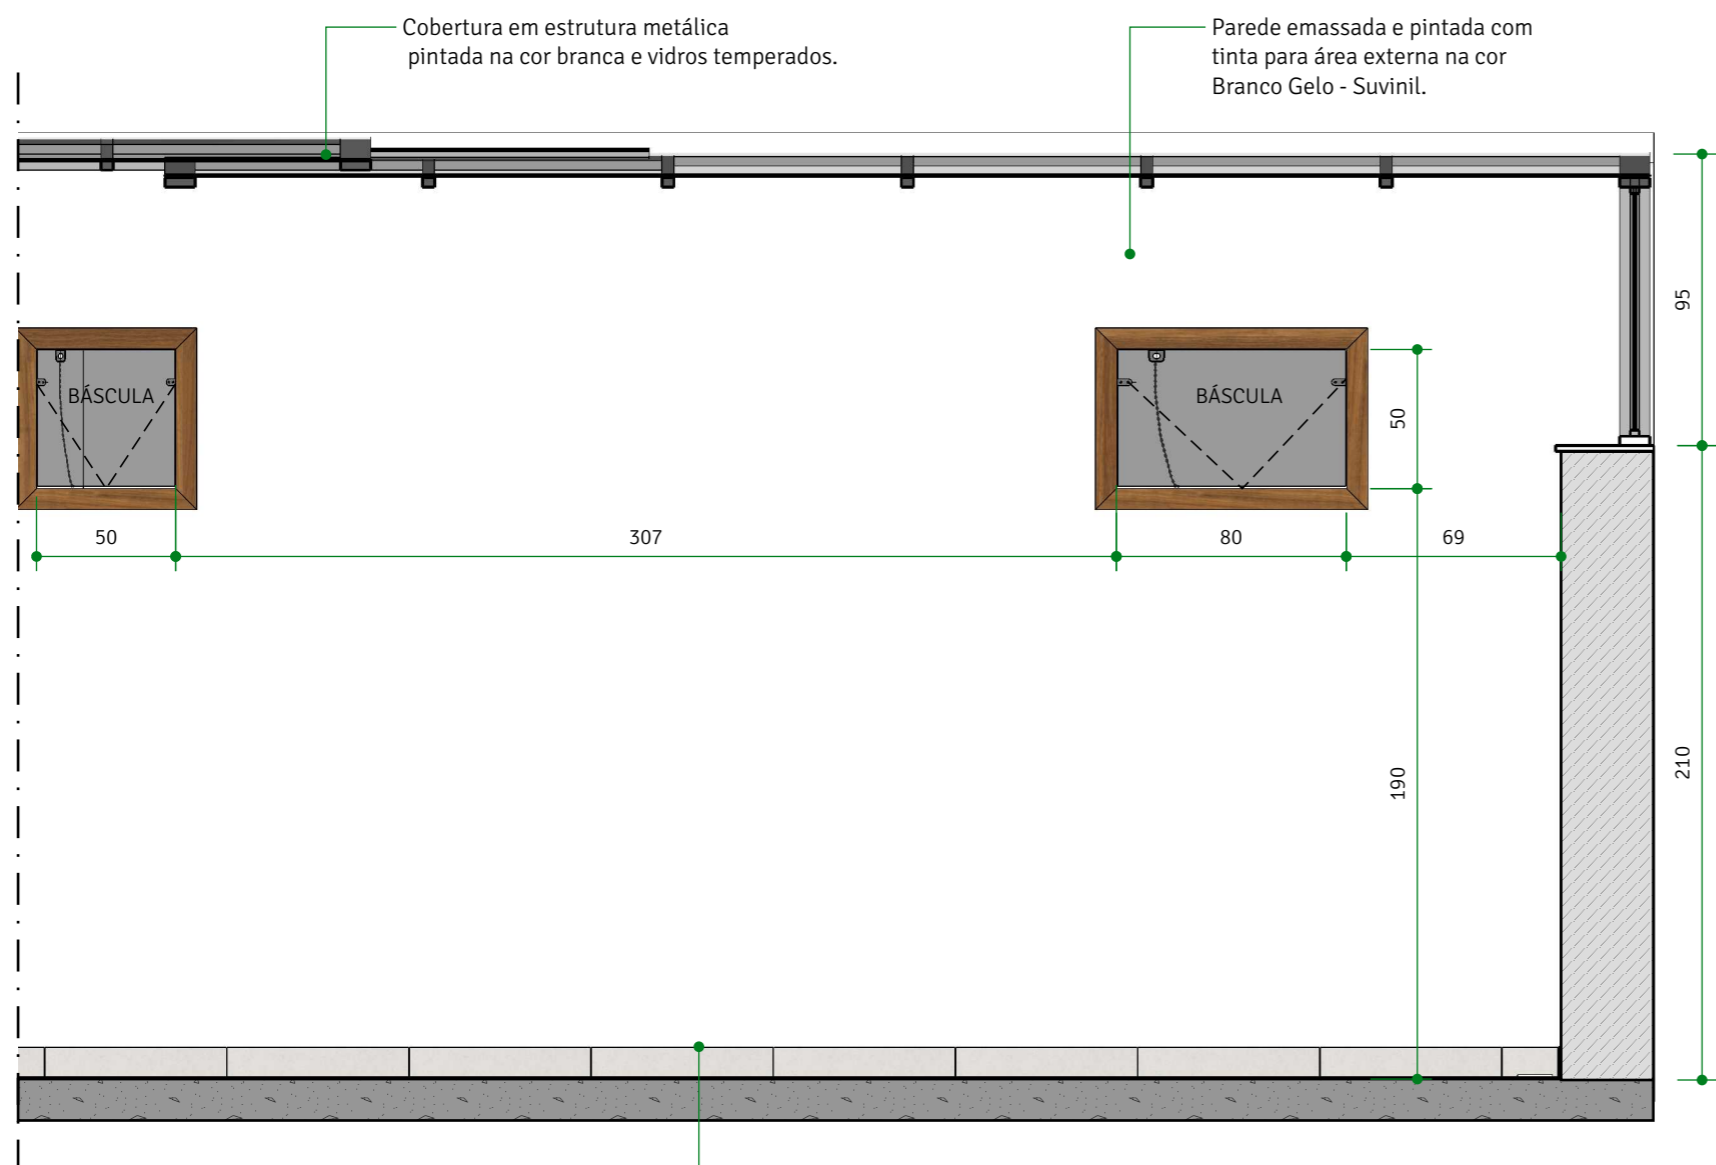 Cobertura em estrutura metálica
pintada na cor branca e vidros temperados.
Parede emassada e pintada com
tinta para área externa na cor
Branco Gelo - Suvinil.
95
BÁSCULA
BÁSCULA
50
50
307
80
69
190
210